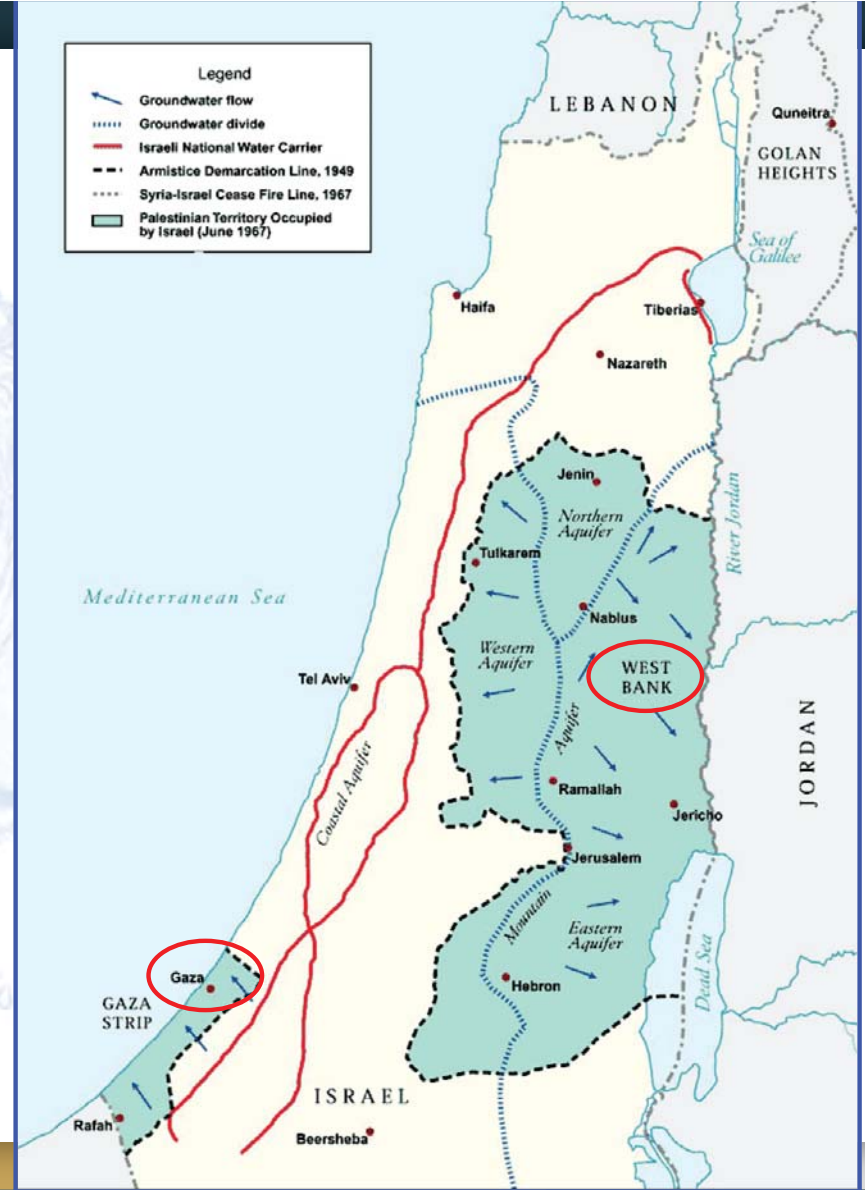 Legend
Groundwater flow
Groundwater divide
Israeli National Water Carrier
Armistice Demarcation Line, 1949
Syria-Israel Cease Fire Line, 1967
Palestinian Territory Occupied
by Israel (June 1967)
LEBANON
Quneitra
GOLAN
HEIGHTS
Sea of
Galilee
Haifa
Tiberias
Nazareth
Jenin
Northern
Aquifer
River Jordan
Tulkarem
Mediterranean Sea
Nablus
Western
Aquifer
WEST
BANK
Tel Aviv
JORDAN
Aquifer
Coastal Aquifer
Ramallah
Jericho
Jerusalem
Mountain
Eastern
Aquifer
Dead Sea
Gaza
Hebron
GAZA
STRIP
ISRAEL
Rafah
Beersheba